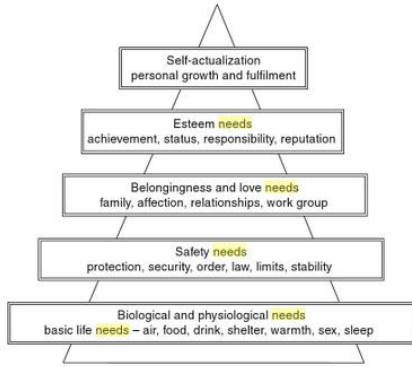 Self-actualization
personal growth and fulfilment
Esteem needs
achievement, status, responsibility, reputation
Belongingness and love needs
family, affection, relationships, work group
Safety needs
protection, security, order, law, limits, stability
Biological and physiological needs
basic life needs – air, food, drink, shelter, warmth, sex, sleep